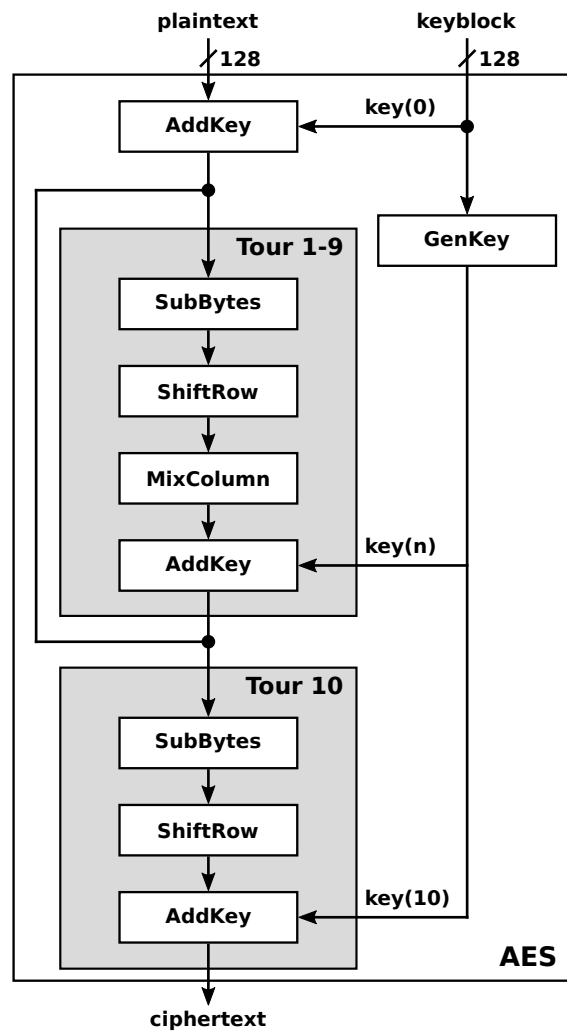 plaintext
keyblock
128
128
AddKey
key(0)
GenKey
Tour 1-9
SubBytes
ShiftRow
MixColumn
AddKey
key(n)
Tour 10
SubBytes
ShiftRow
AddKey
key(10)
AES
ciphertext